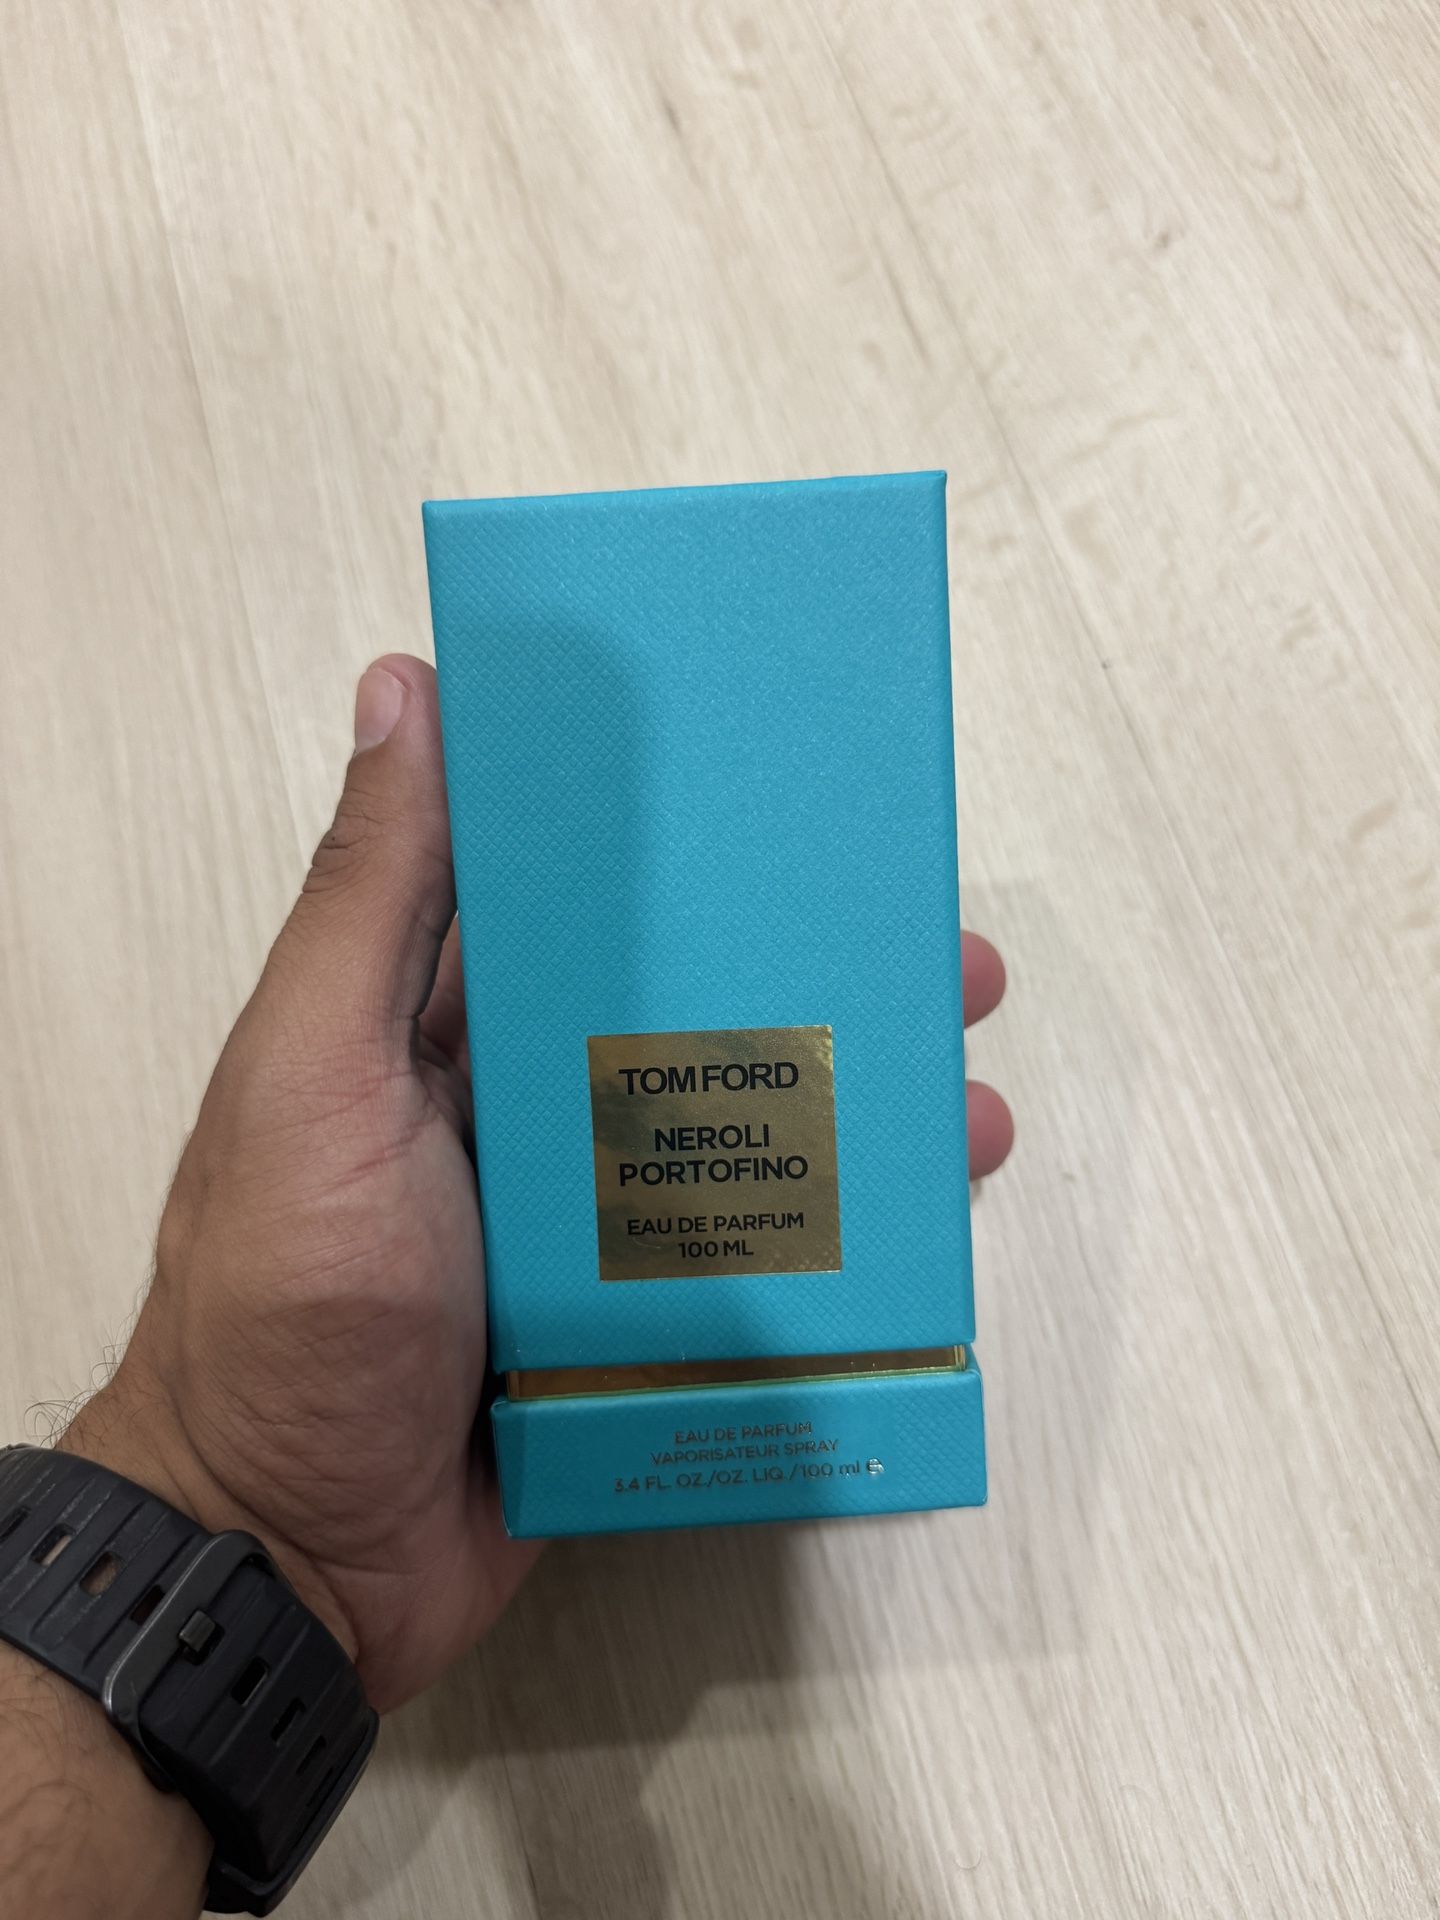 TOM FORD
NEROLI
PORTOFINO
EAU DE PARFUM
100 ML
EAU DE PARFUM
VAPORISATEUR SPRAY
3.4 FL. OZ./OZ. LIQ./100 ml ℮